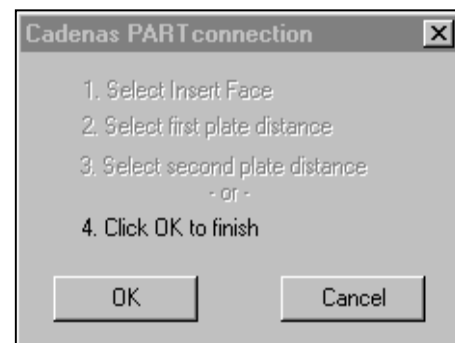 Cadenas PARTconnection
1. Select Insert Face
2. Select first plate distance
3. Select second plate distance
- or -
4. Click OK to finish
OK Cancel